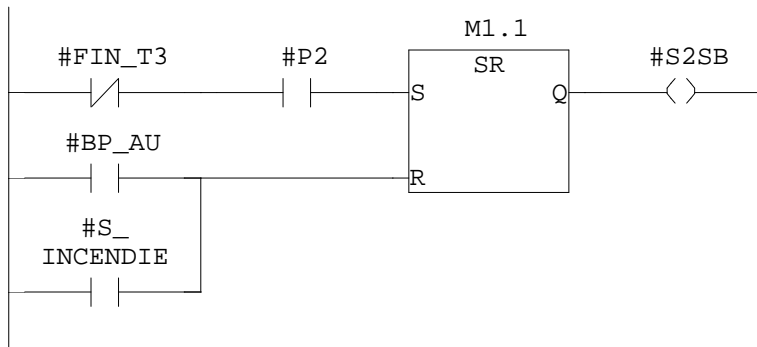 M1.1
#FIN_T3
#P2
SR
#S2SB
S
Q
#BP_AU
R
#S_
INCENDIE